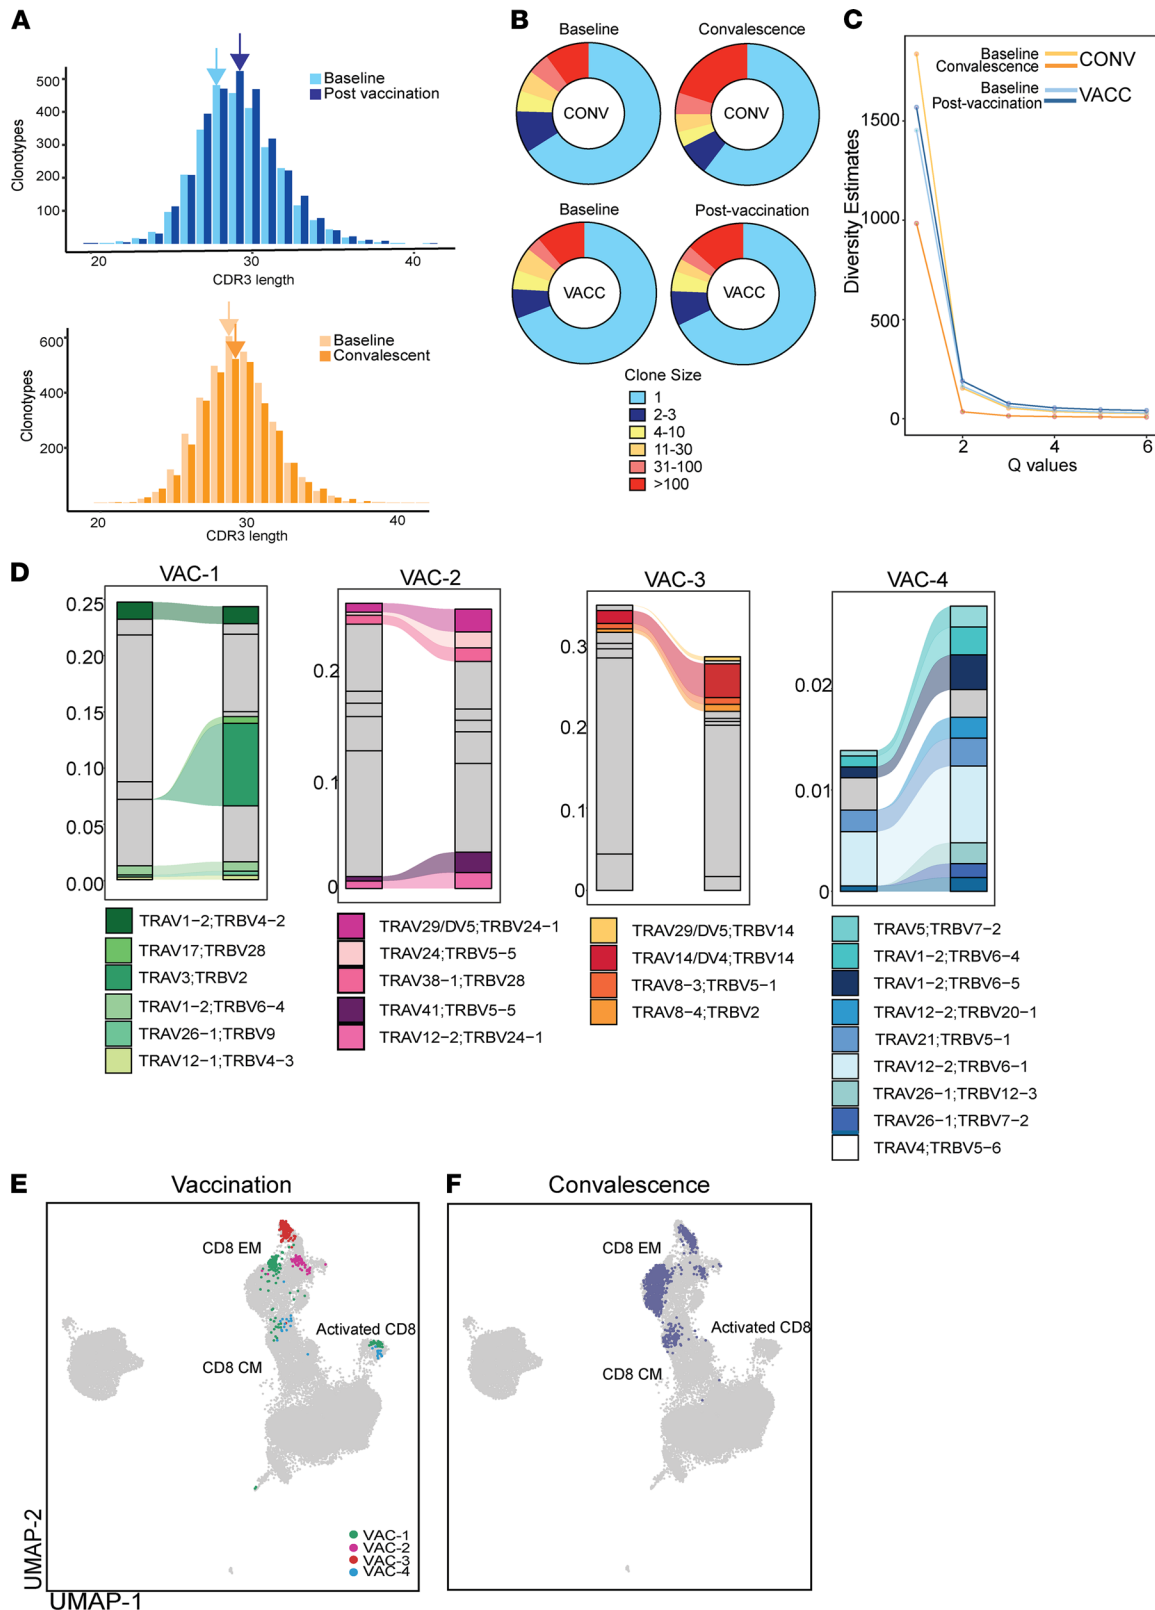 A
500
400
300
200
100
Clonotypes
Baseline
Post vaccination
20
30
40
CDR3 length
600
400
200
Clonotypes
Baseline
Convalescent
20
30
40
CDR3 length
B
Baseline
Convalescence
CONV
CONV
Baseline
Post-vaccination
VACC
VACC
Clone Size
1
2-3
4-10
11-30
31-100
>100
C
Baseline
Convalescence
CONV
Baseline
Post-vaccination
VACC
1500
1000
500
0
Diversity Estimates
2
4
6
Q values
D
VAC-1
0.25
0.20
0.15
0.10
0.05
0.00
TRAV1−2;TRBV4−2
TRAV17;TRBV28
TRAV3;TRBV2
TRAV1−2;TRBV6−4
TRAV26−1;TRBV9
TRAV12−1;TRBV4−3
VAC-2
0.2
0.1
0
TRAV29/DV5;TRBV24−1
TRAV24;TRBV5−5
TRAV38−1;TRBV28
TRAV41;TRBV5−5
TRAV12−2;TRBV24−1
VAC-3
0.3
0.2
0.1
0
TRAV29/DV5;TRBV14
TRAV14/DV4;TRBV14
TRAV8−3;TRBV5−1
TRAV8−4;TRBV2
VAC-4
0.02
0.01
0
TRAV5;TRBV7−2
TRAV1−2;TRBV6−4
TRAV1−2;TRBV6−5
TRAV12−2;TRBV20−1
TRAV21;TRBV5−1
TRAV12−2;TRBV6−1
TRAV26−1;TRBV12−3
TRAV26−1;TRBV7−2
TRAV4;TRBV5−6
E
Vaccination
CD8 EM
Activated CD8
CD8 CM
VAC-1
VAC-2
VAC-3
VAC-4
UMAP-2
UMAP-1
F
Convalescence
CD8 EM
Activated CD8
CD8 CM